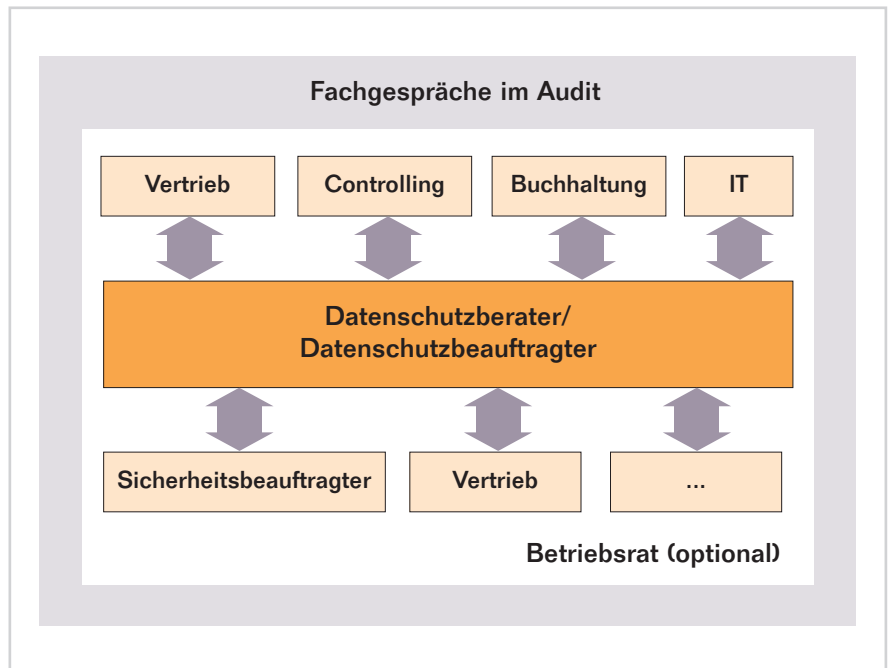 Fachgespräche im Audit
Vertrieb
Controlling
Buchhaltung
IT
Datenschutzberater/
Datenschutzbeauftragter
Sicherheitsbeauftragter
Vertrieb
...
Betriebsrat (optional)